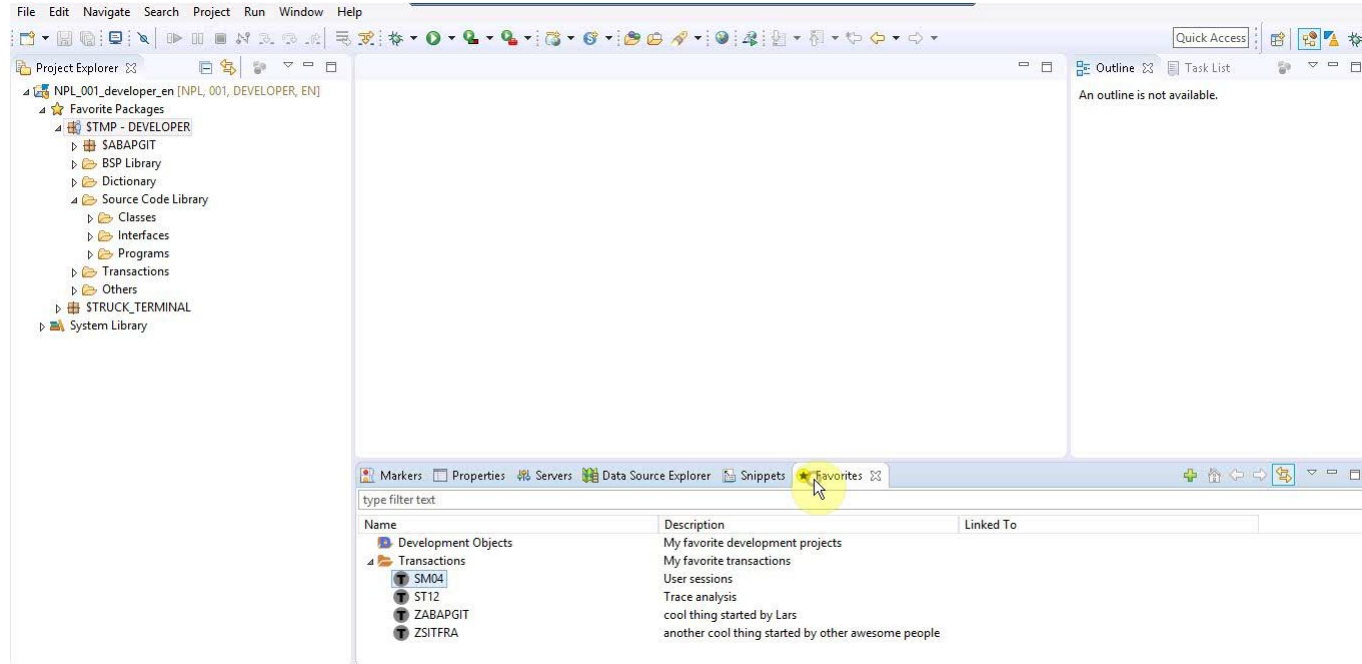 File Edit Navigate Search Project Run Window Help
Quick Access
Project Explorer
NPL_001_developer_en [NPL, 001, DEVELOPER, EN]
Favorite Packages
$TMP - DEVELOPER
$ABAPGIT
BSP Library
Dictionary
Source Code Library
Classes
Interfaces
Programs
Transactions
Others
$TRUCK_TERMINAL
System Library
Outline Task List
An outline is not available.
Markers Properties Servers Data Source Explorer Snippets Favorites
type filter text
Name Description Linked To
Development Objects My favorite development projects
Transactions My favorite transactions
SM04 User sessions
ST12 Trace analysis
ZABAPGIT cool thing started by Lars
ZSITFRA another cool thing started by other awesome people